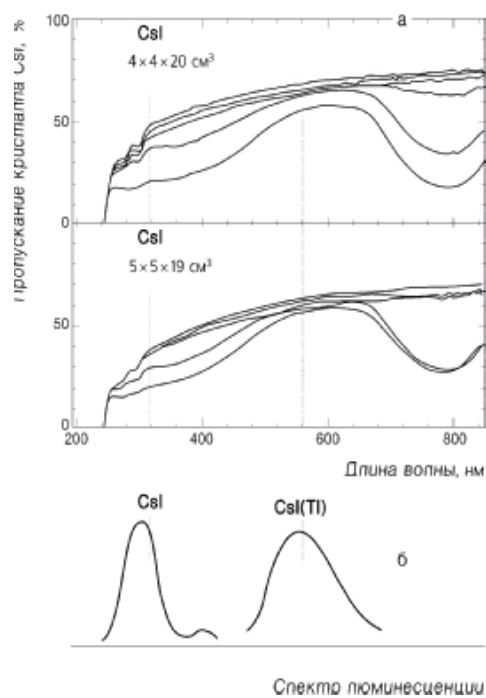 Пропускание кристалла CsI, %
100
а
CsI
4×4×20 см³
50
0
CsI
5×5×19 см³
50
0
200
400
600
800
Длина волны, нм
CsI
CsI(Tl)
б
Спектр люминесценции